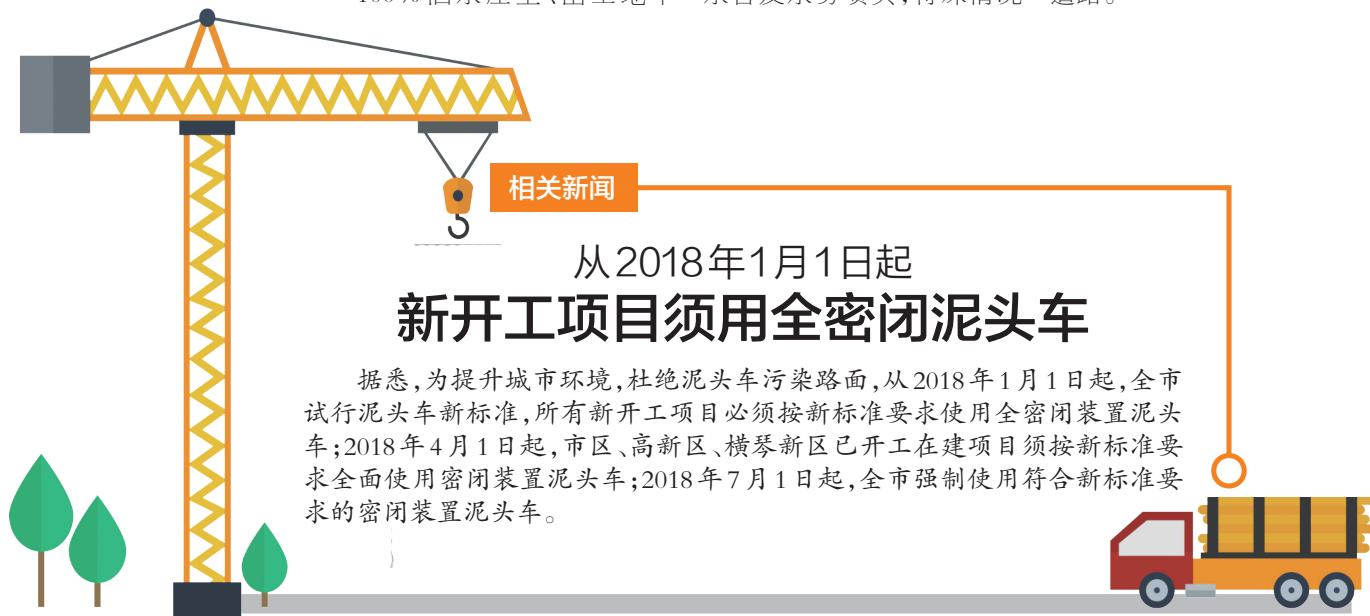 相关新闻
从2018年1月1日起
新开工项目须用全密闭泥头车
据悉,为提升城市环境,杜绝泥头车污染路面,从2018年1月1日起,全市
试行泥头车新标准,所有新开工项目必须按新标准要求使用全密闭装置泥头
车;2018年4月1日起,市区、高新区、横琴新区已开工在建项目须按新标准要
求全面使用密闭装置泥头车;2018年7月1日起,全市强制使用符合新标准要
求的密闭装置泥头车。